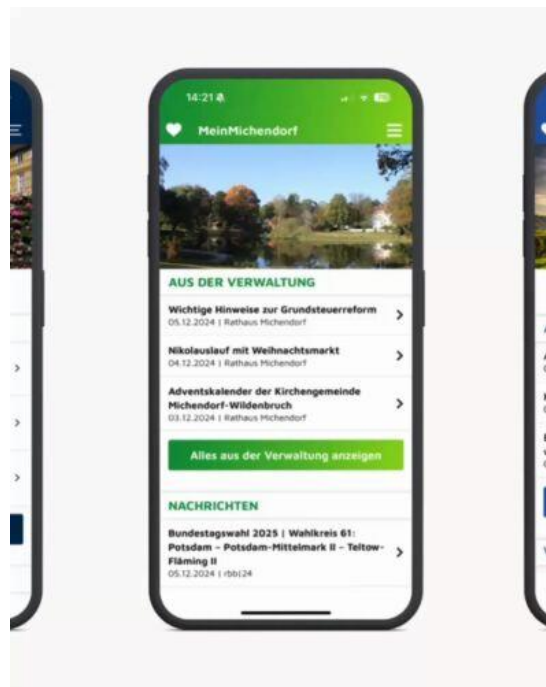 14:21
MeinMichendorf
AUS DER VERWALTUNG
Wichtige Hinweise zur Grundsteuerreform
05.12.2024 | Rathaus Michendorf
Nikolauslauf mit Weihnachtsmarkt
04.12.2024 | Rathaus Michendorf
Adventskalender der Kirchengemeinde
Michendorf-Wildenbruch
03.12.2024 | Rathaus Michendorf
Alles aus der Verwaltung anzeigen
NACHRICHTEN
Bundestagswahl 2025 | Wahlkreis 61:
Potsdam – Potsdam-Mittelmark II – Teltow-
Fläming II
05.12.2024 | rbb|24